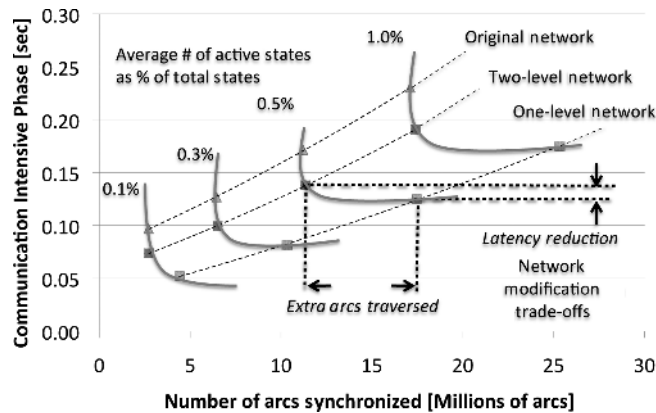 Communication Intensive Phase [sec]
0.30
0.25
0.20
0.15
0.10
0.05
0.00
Average # of active states
as % of total states
1.0%
0.5%
0.3%
0.1%
Original network
Two-level network
One-level network
Latency reduction
Network
modification
trade-offs
Extra arcs traversed
0 5 10 15 20 25 30
Number of arcs synchronized [Millions of arcs]